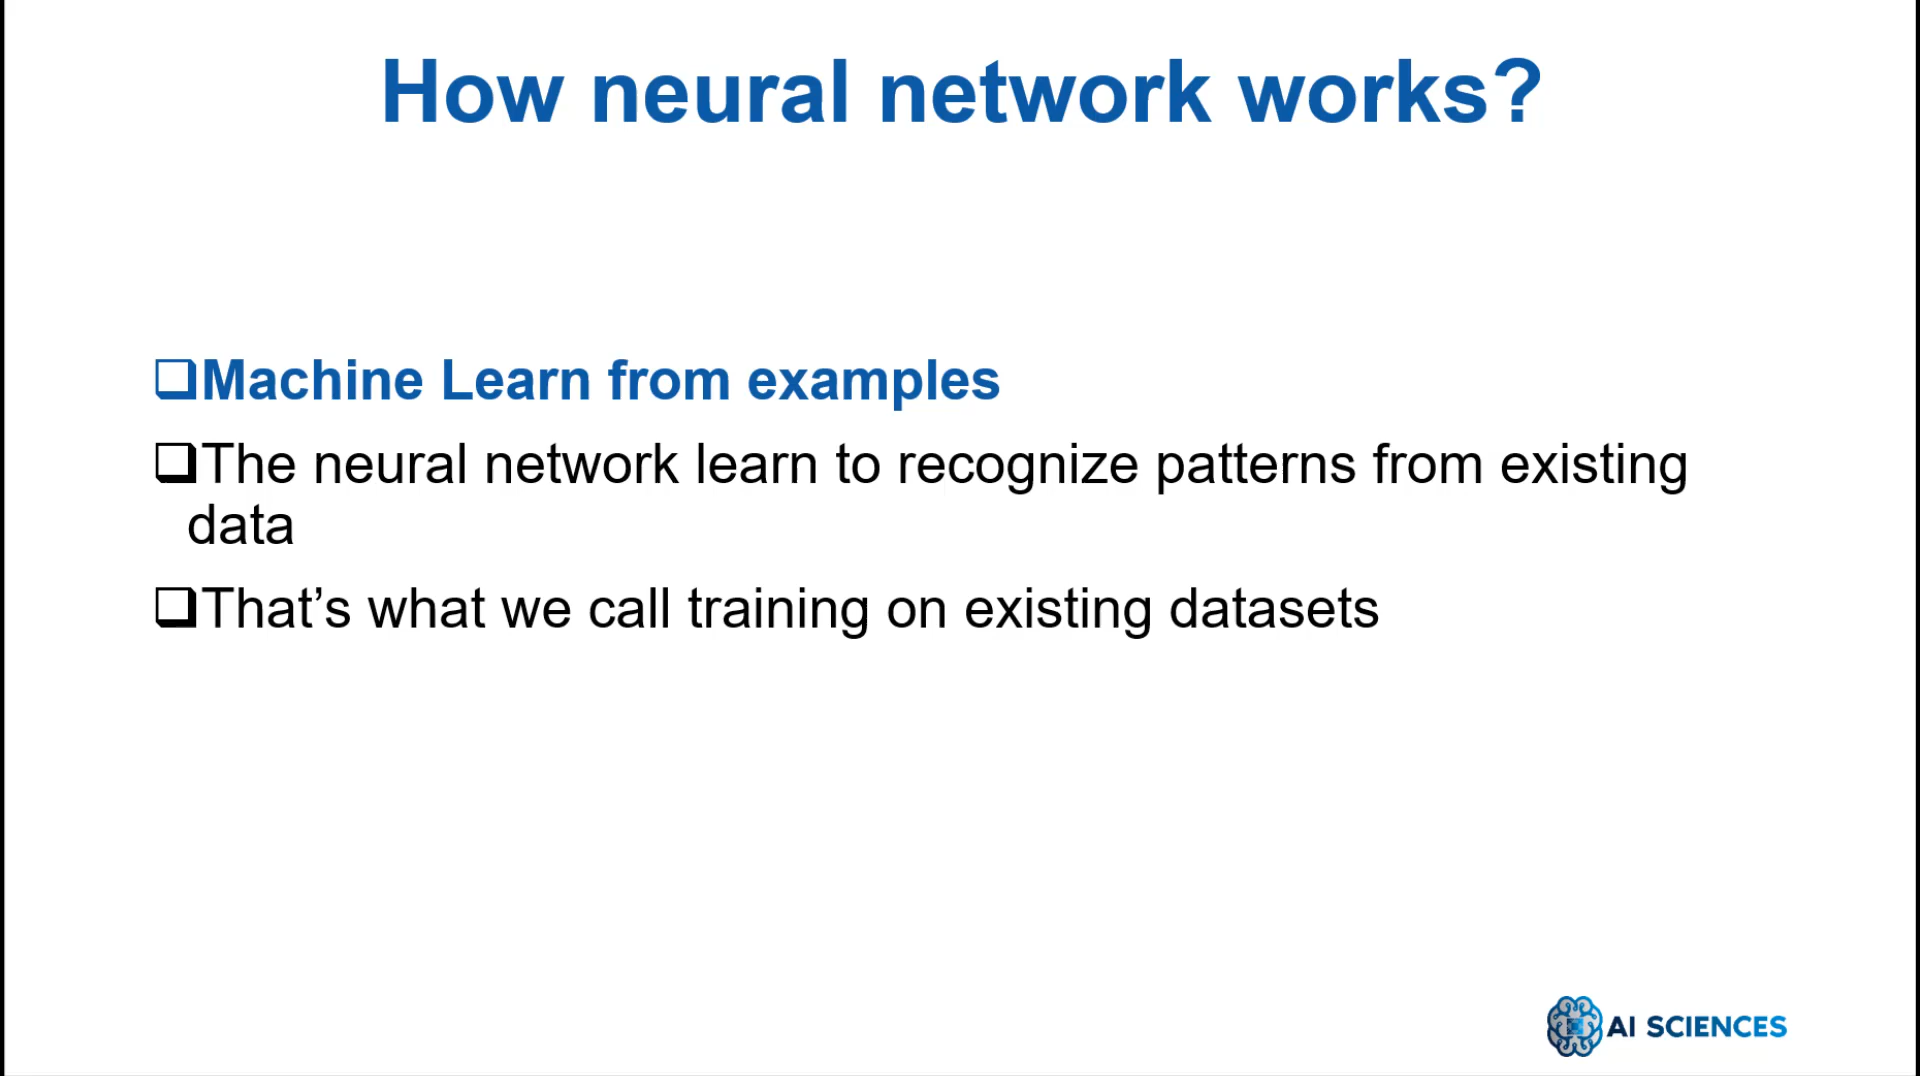 How neural network works?
❑Machine Learn from examples
❑The neural network learn to recognize patterns from existing
data
❑That’s what we call training on existing datasets
AI SCIENCES